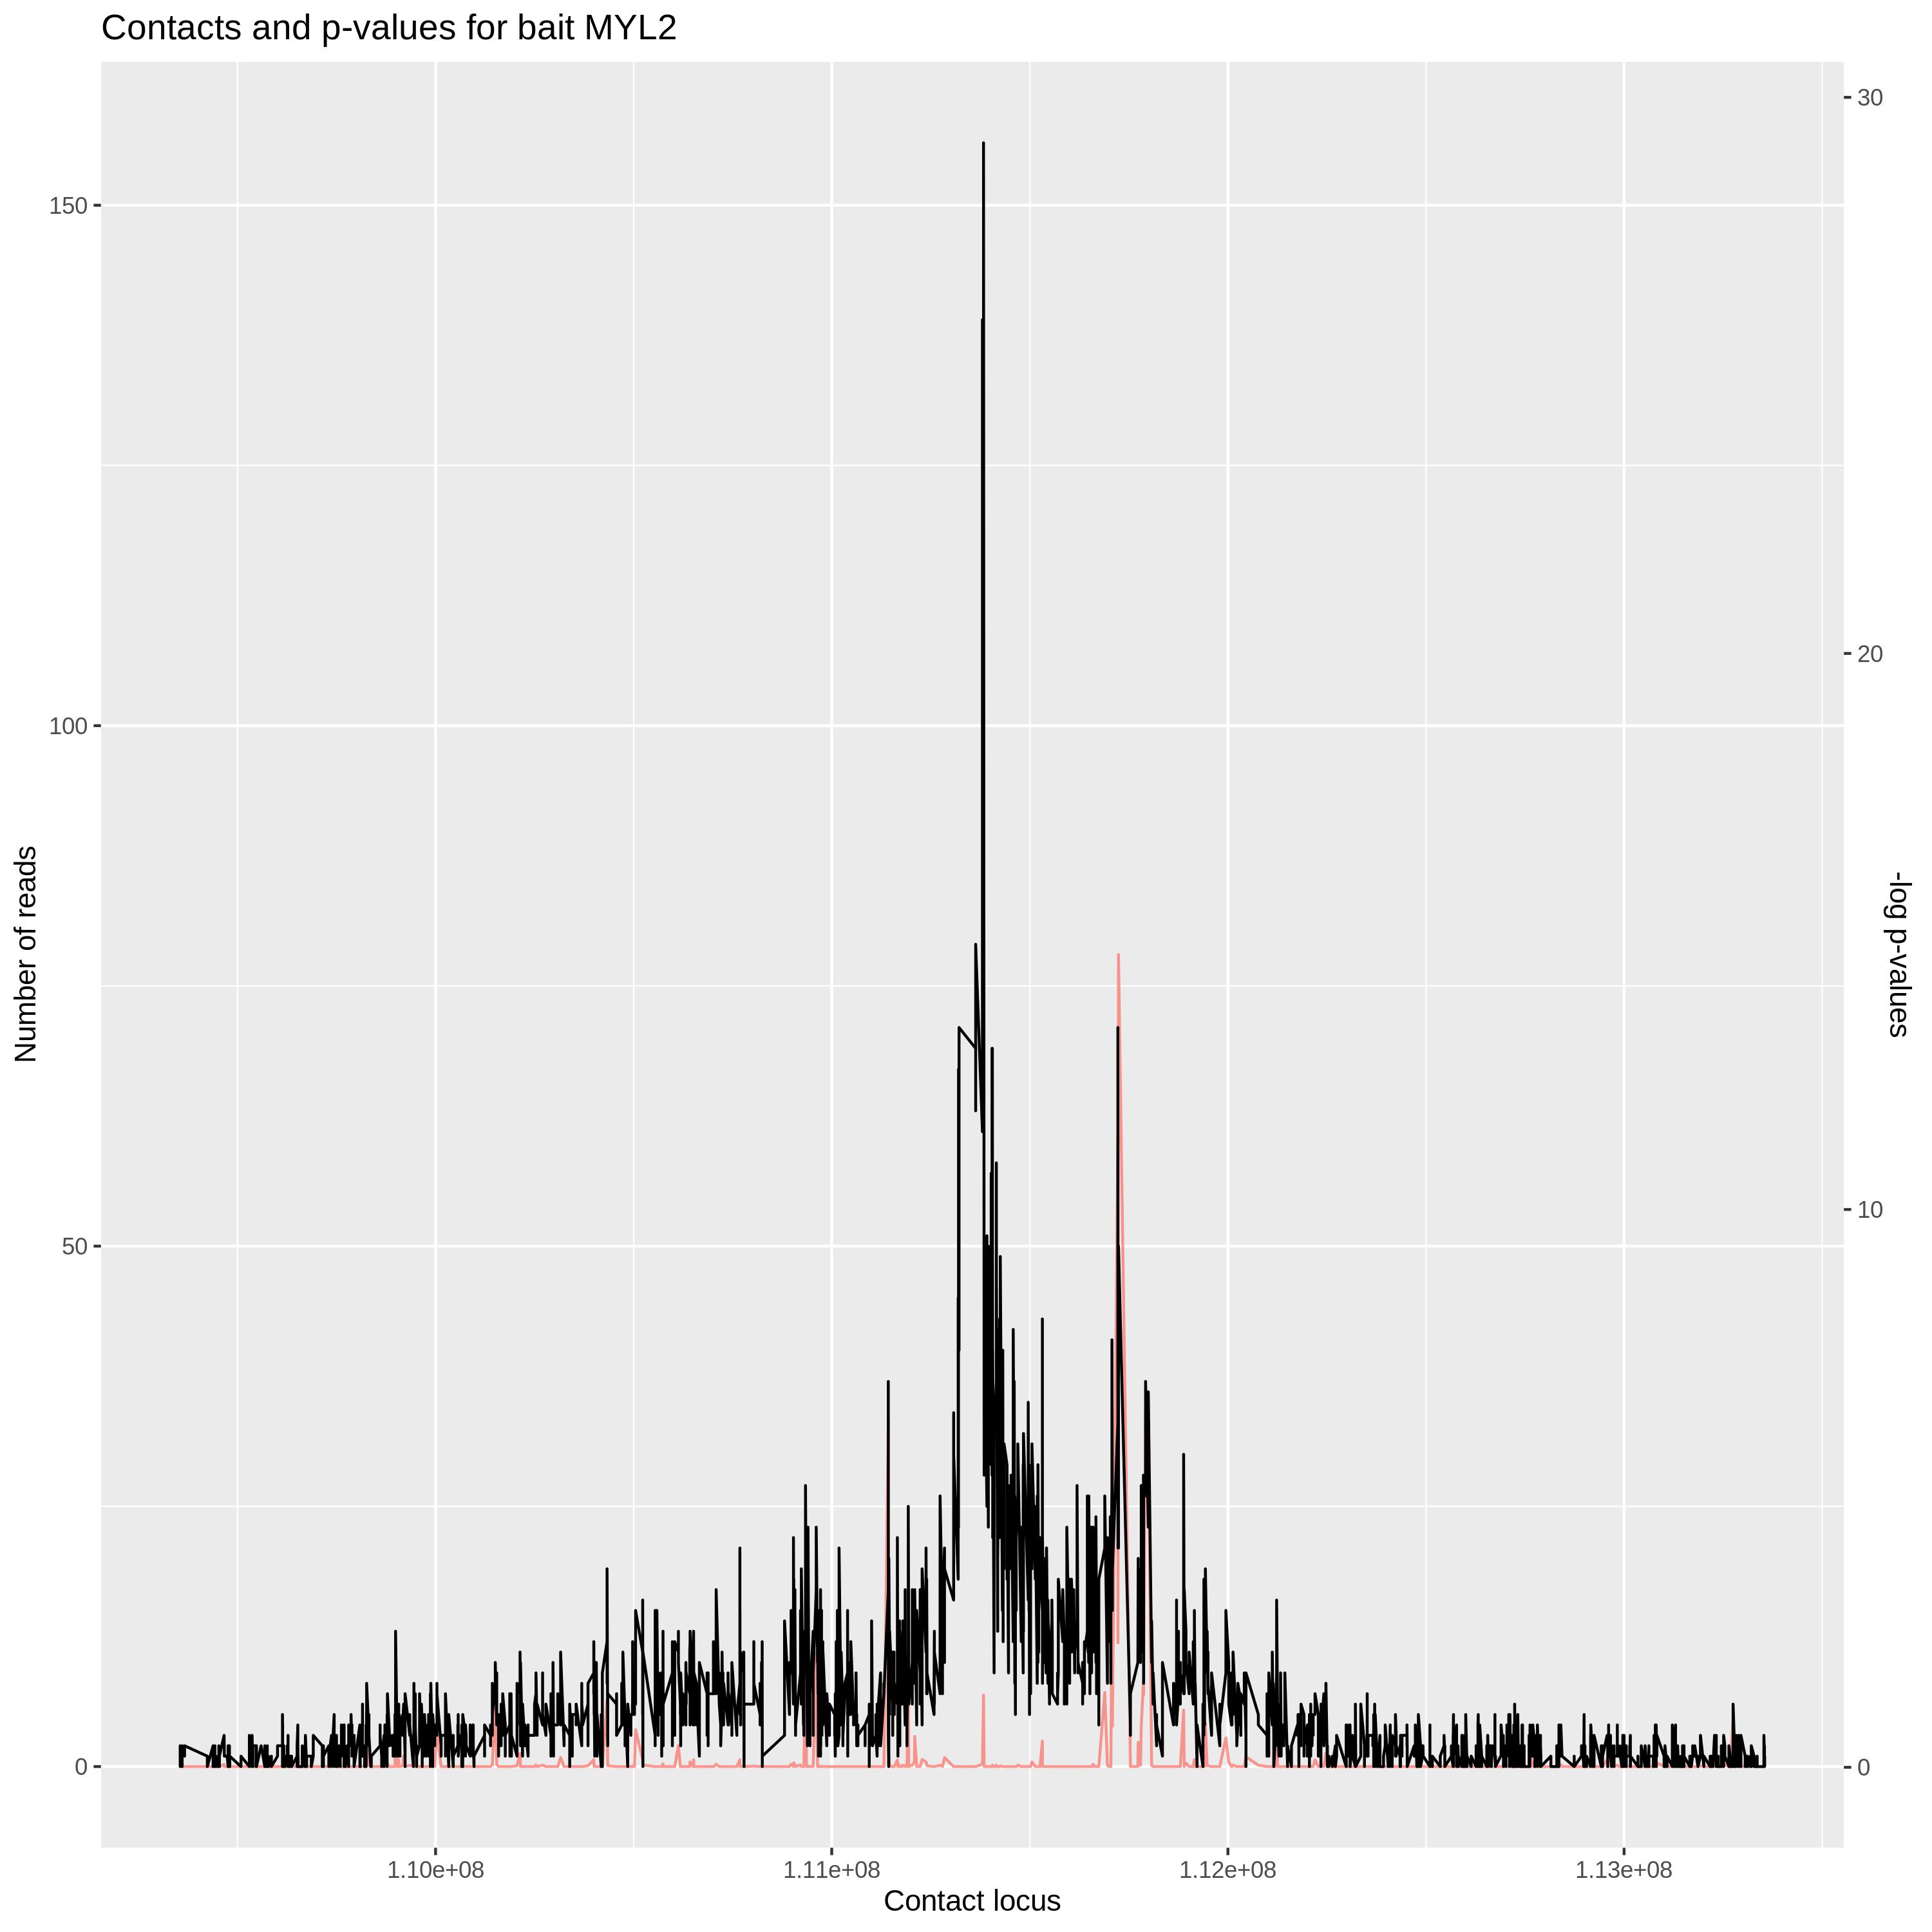 Contacts and p-values for bait MYL2
Number of reads
150
100
50
0
30
20
10
0
-log p-values
1.10e+08
1.11e+08
1.12e+08
1.13e+08
Contact locus